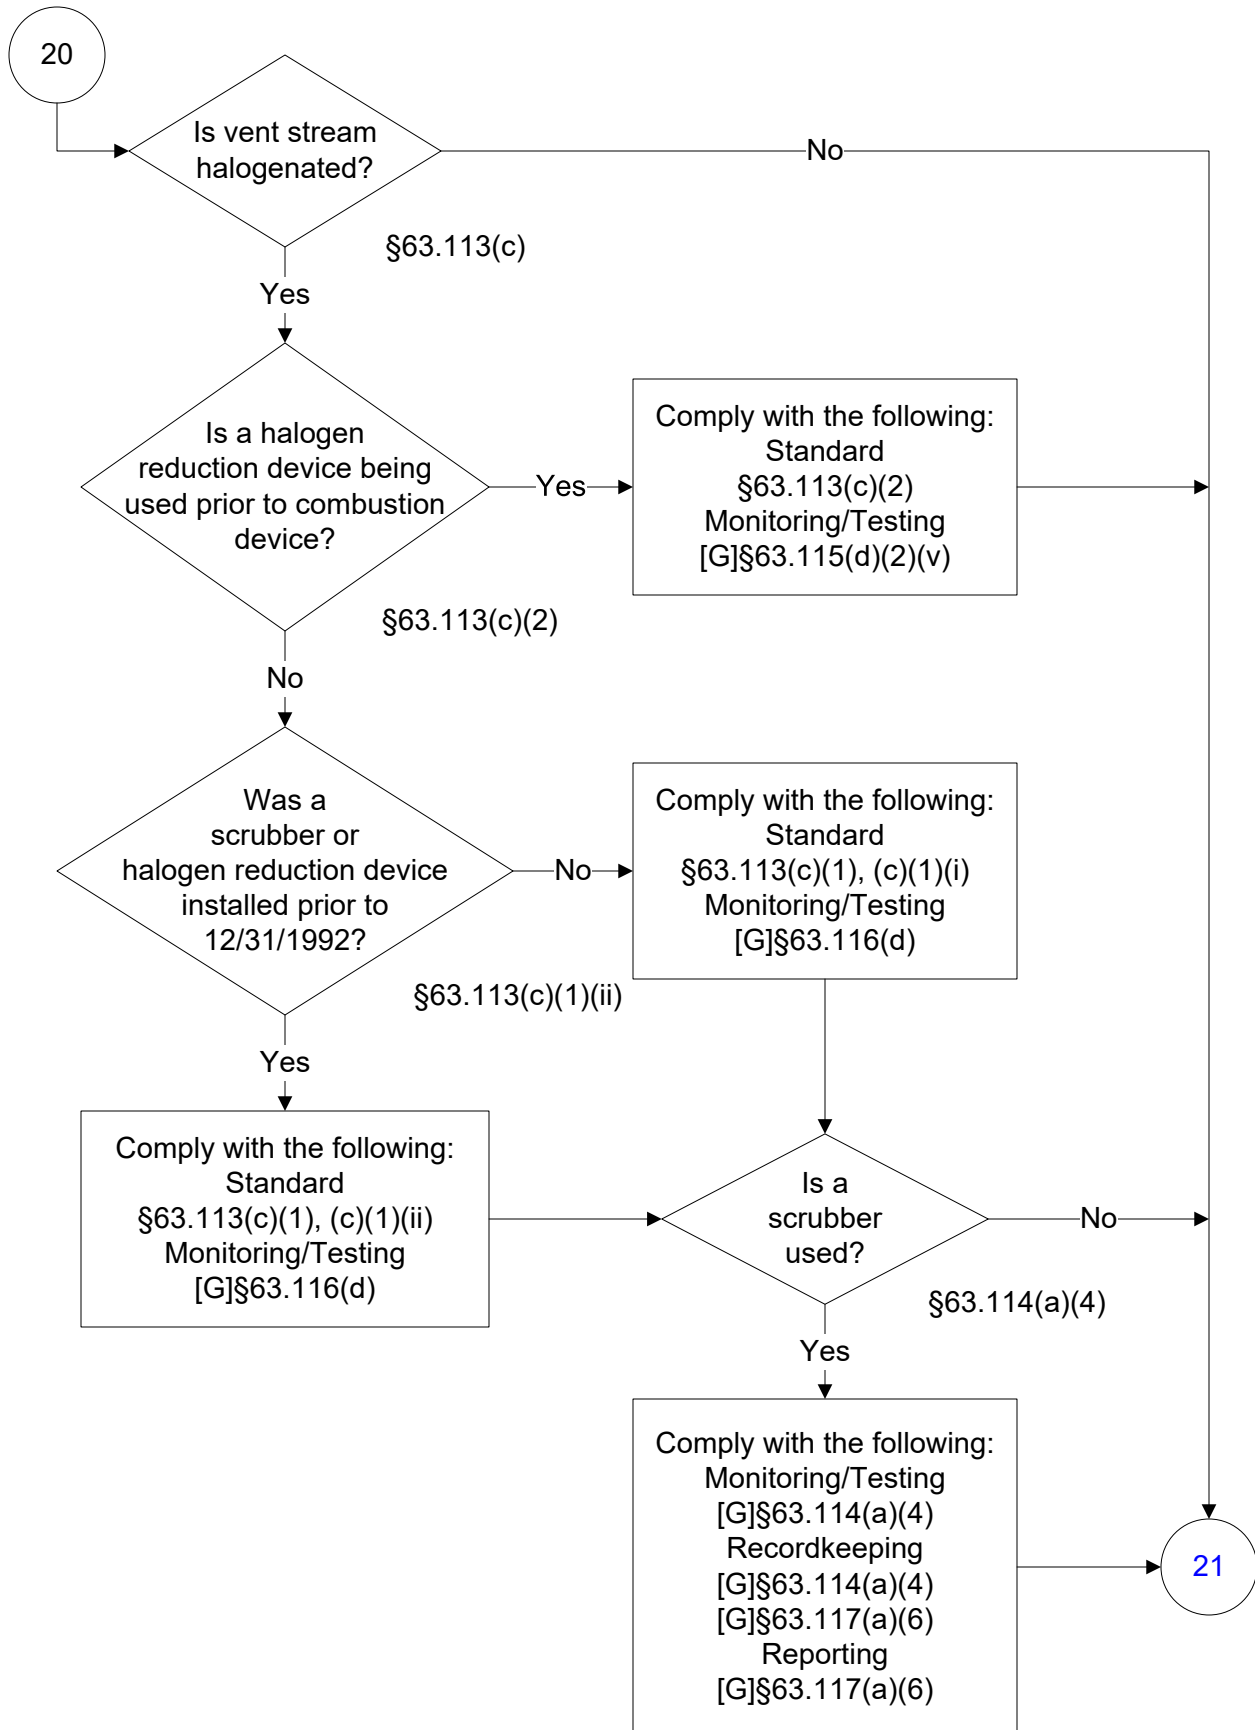 20
Is vent stream
halogenated?
No
§63.113(c)
Yes
Is a halogen
reduction device being
used prior to combustion
device?
Yes
Comply with the following:
Standard
§63.113(c)(2)
Monitoring/Testing
[G]§63.115(d)(2)(v)
§63.113(c)(2)
No
Was a
scrubber or
halogen reduction device
installed prior to
12/31/1992?
No
Comply with the following:
Standard
§63.113(c)(1), (c)(1)(i)
Monitoring/Testing
[G]§63.116(d)
§63.113(c)(1)(ii)
Yes
Comply with the following:
Standard
§63.113(c)(1), (c)(1)(ii)
Monitoring/Testing
[G]§63.116(d)
Is a
scrubber
used?
No
§63.114(a)(4)
Yes
Comply with the following:
Monitoring/Testing
[G]§63.114(a)(4)
Recordkeeping
[G]§63.114(a)(4)
[G]§63.117(a)(6)
Reporting
[G]§63.117(a)(6)
21